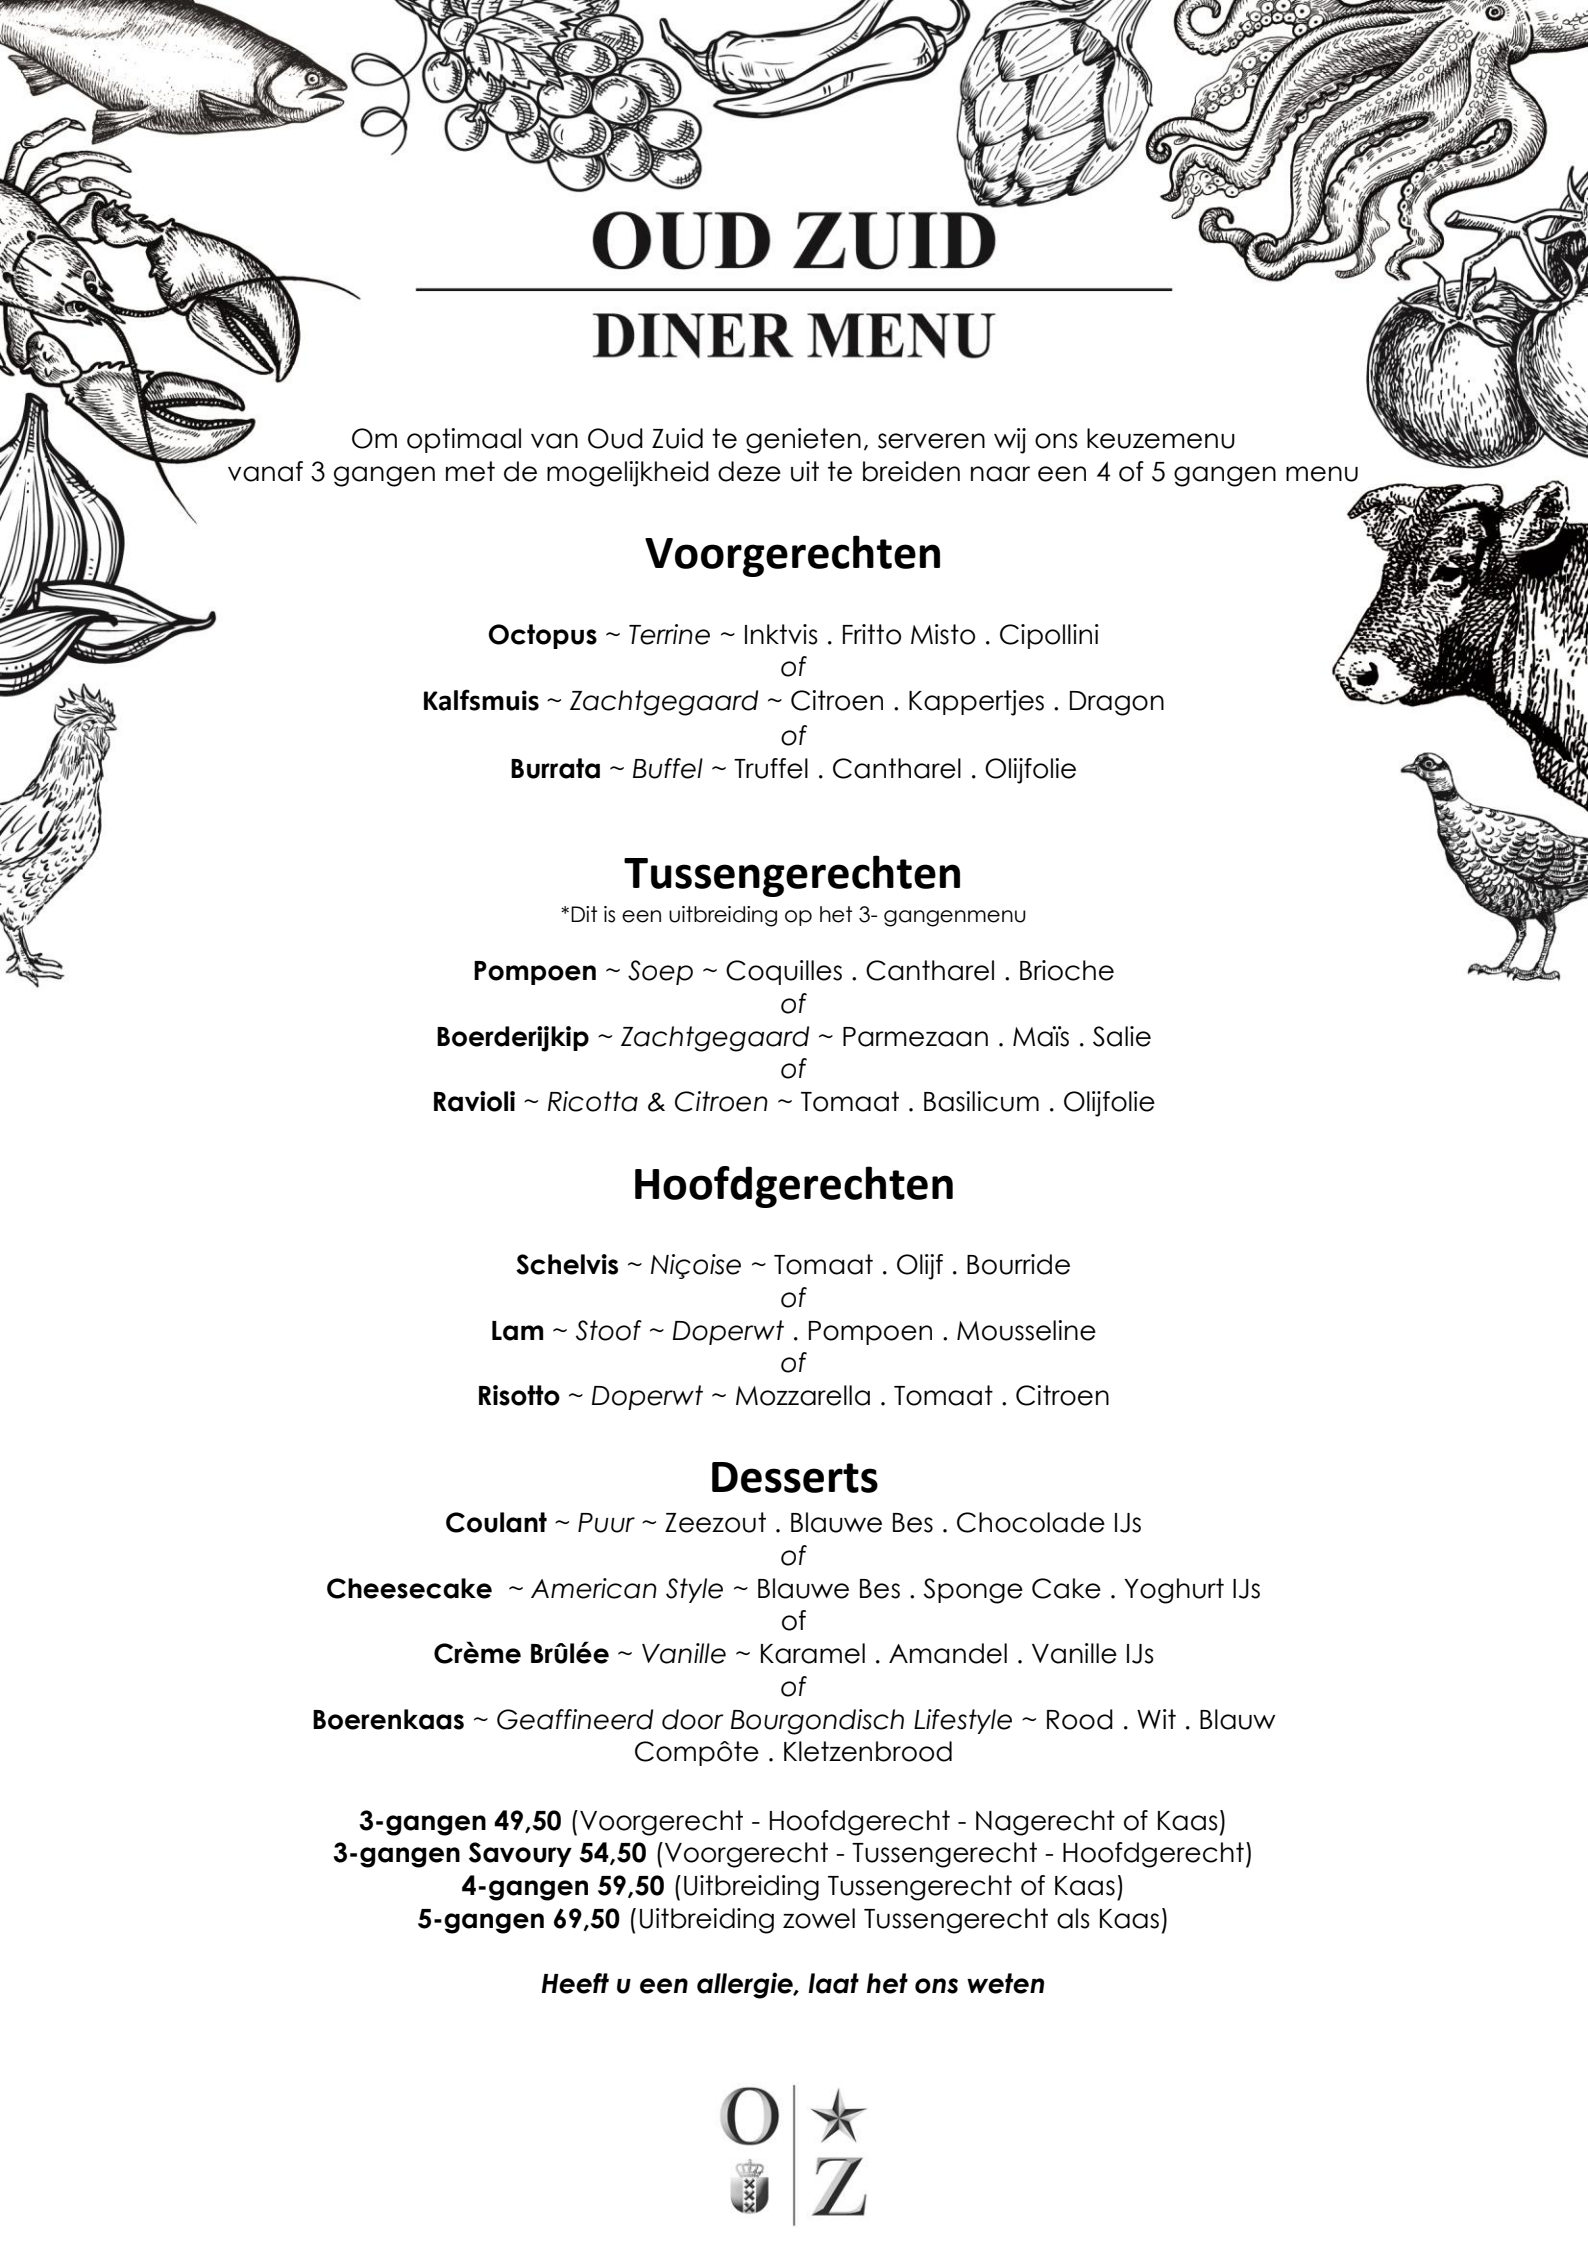 OUD ZUID
DINER MENU
Om optimaal van Oud Zuid te genieten, serveren wij ons keuzemenu
vanaf 3 gangen met de mogelijkheid deze uit te breiden naar een 4 of 5 gangen menu
Voorgerechten
Octopus ~ Terrine ~ Inktvis . Fritto Misto . Cipollini
of
Kalfsmuis ~ Zachtgegaard ~ Citroen . Kappertjes . Dragon
of
Burrata ~ Buffel ~ Truffel . Cantharel . Olijfolie
Tussengerechten
*Dit is een uitbreiding op het 3- gangenmenu
Pompoen ~ Soep ~ Coquilles . Cantharel . Brioche
of
Boerderijkip ~ Zachtgegaard ~ Parmezaan . Maïs . Salie
of
Ravioli ~ Ricotta & Citroen ~ Tomaat . Basilicum . Olijfolie
Hoofdgerechten
Schelvis ~ Niçoise ~ Tomaat . Olijf . Bourride
of
Lam ~ Stoof ~ Doperwt . Pompoen . Mousseline
of
Risotto ~ Doperwt ~ Mozzarella . Tomaat . Citroen
Desserts
Coulant ~ Puur ~ Zeezout . Blauwe Bes . Chocolade IJs
of
Cheesecake ~ American Style ~ Blauwe Bes . Sponge Cake . Yoghurt IJs
of
Crème Brûlée ~ Vanille ~ Karamel . Amandel . Vanille IJs
of
Boerenkaas ~ Geaffineerd door Bourgondisch Lifestyle ~ Rood . Wit . Blauw
Compôte . Kletzenbrood
3-gangen 49,50 (Voorgerecht - Hoofdgerecht - Nagerecht of Kaas)
3-gangen Savoury 54,50 (Voorgerecht - Tussengerecht - Hoofdgerecht)
4-gangen 59,50 (Uitbreiding Tussengerecht of Kaas)
5-gangen 69,50 (Uitbreiding zowel Tussengerecht als Kaas)
Heeft u een allergie, laat het ons weten
O
Z